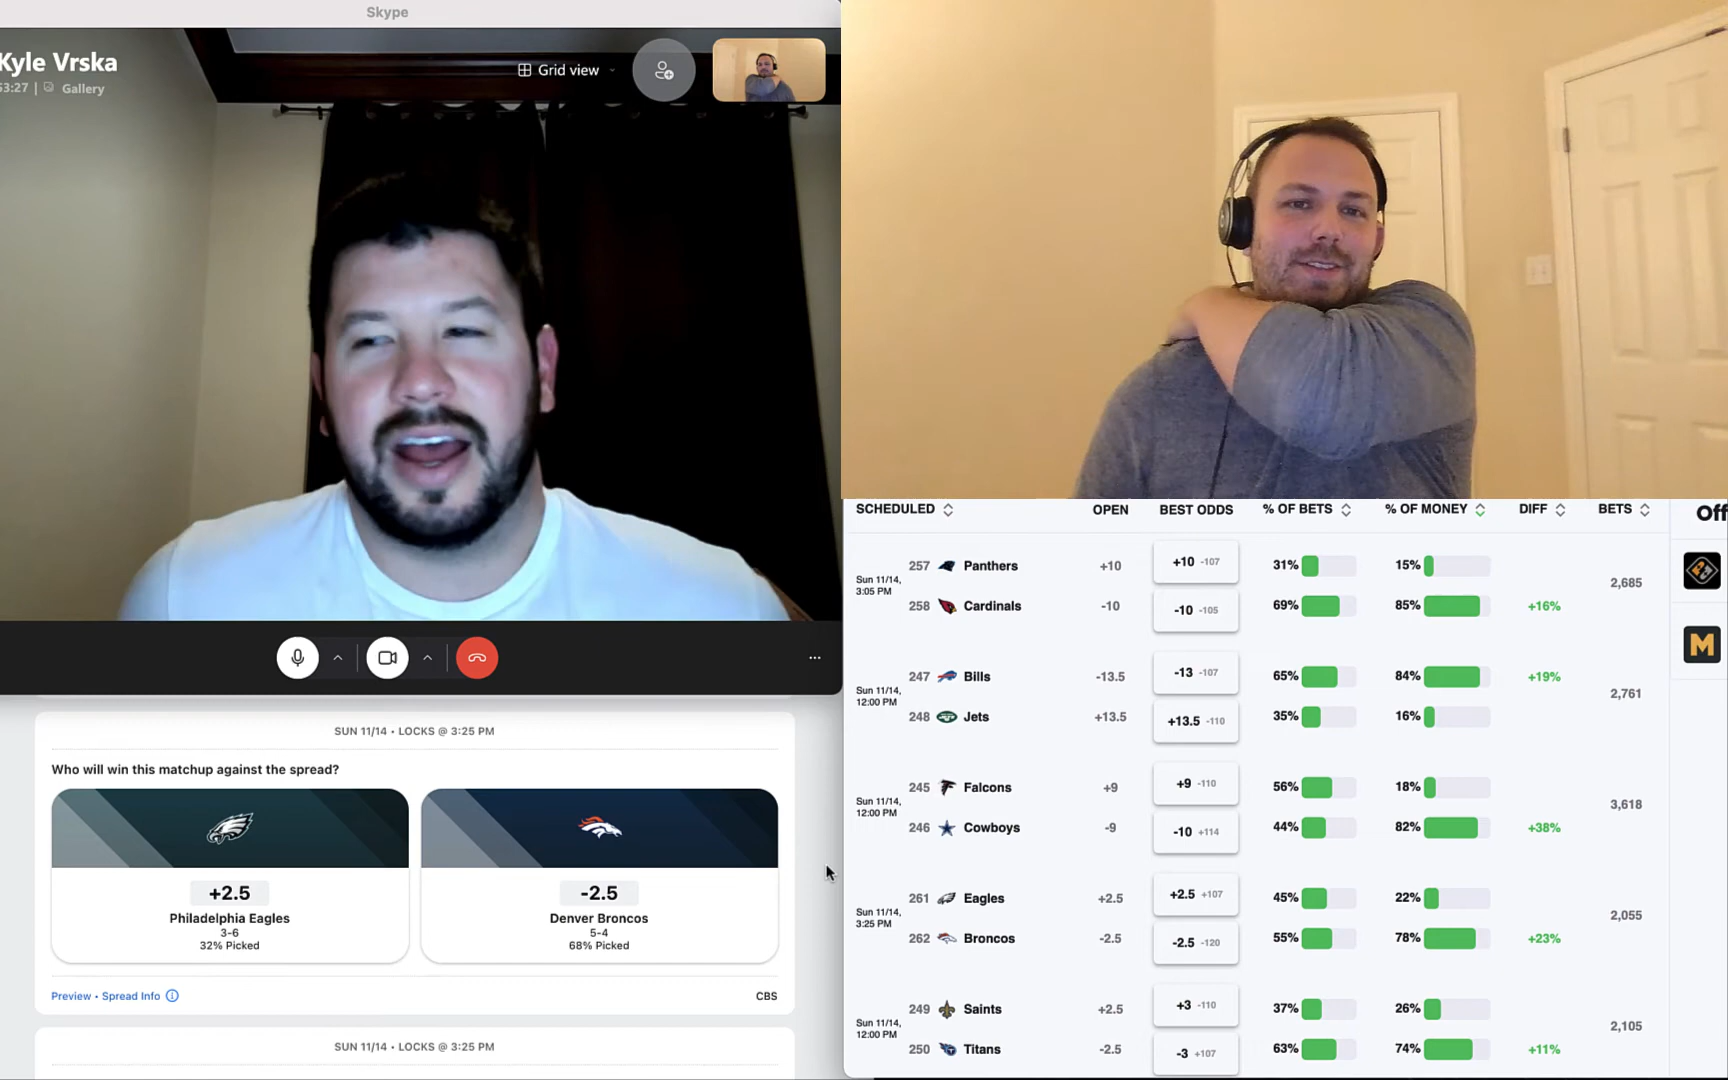 Skype
Kyle Vrska
53:27 | Gallery
Grid view
SUN 11/14 • LOCKS @ 3:25 PM
Who will win this matchup against the spread?
+2.5
Philadelphia Eagles
3-6
32% Picked
-2.5
Denver Broncos
5-4
68% Picked
Preview • Spread Info
CBS
SUN 11/14 • LOCKS @ 3:25 PM
SCHEDULED OPEN BEST ODDS % OF BETS % OF MONEY DIFF BETS
Off
Sun 11/14,
3:05 PM
257 Panthers +10 +10 -107 31% 15%
258 Cardinals -10 -10 -105 69% 85% +16%
2,685
Sun 11/14,
12:00 PM
247 Bills -13.5 -13 -107 65% 84% +19%
248 Jets +13.5 +13.5 -110 35% 16%
2,761
Sun 11/14,
12:00 PM
245 Falcons +9 +9 -110 56% 18%
246 Cowboys -9 -10 +114 44% 82% +38%
3,618
Sun 11/14,
3:25 PM
261 Eagles +2.5 +2.5 +107 45% 22%
262 Broncos -2.5 -2.5 -120 55% 78% +23%
2,055
Sun 11/14,
12:00 PM
249 Saints +2.5 +3 -110 37% 26%
250 Titans -2.5 -3 +107 63% 74% +11%
2,105
M